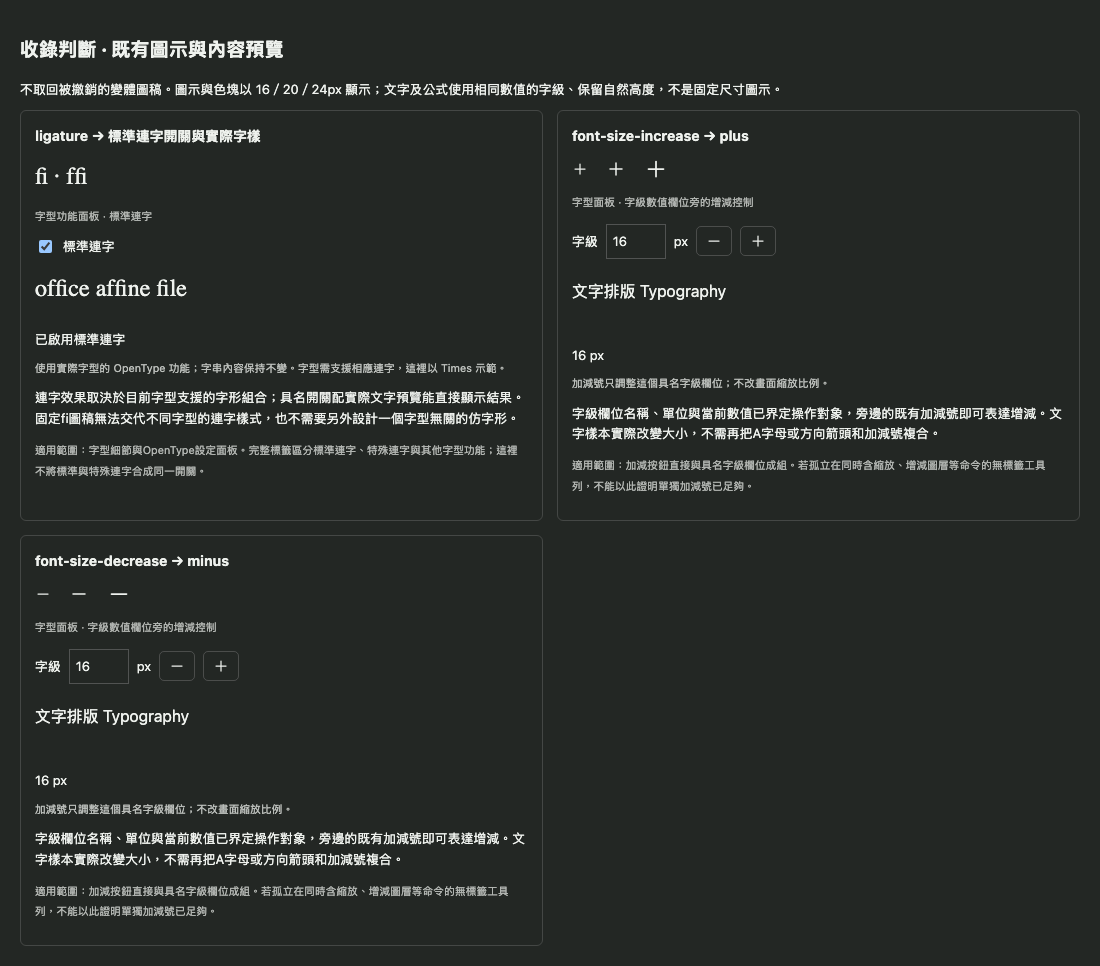 收錄判斷 · 既有圖示與內容預覽
不取回被撤銷的變體圖稿。圖示與色塊以 16 / 20 / 24px 顯示；文字及公式使用相同數值的字級、保留自然高度，不是固定尺寸圖示。
ligature → 標準連字開關與實際字樣
fi · ffi
字型功能面板 · 標準連字
標準連字
office affine file
已啟用標準連字
使用實際字型的 OpenType 功能；字串內容保持不變。字型需支援相應連字，這裡以 Times 示範。
連字效果取決於目前字型支援的字形組合；具名開關配實際文字預覽能直接顯示結果。
固定fi圖稿無法交代不同字型的連字樣式，也不需要另外設計一個字型無關的仿字形。
適用範圍：字型細節與OpenType設定面板。完整標籤區分標準連字、特殊連字與其他字型功能；這裡
不將標準與特殊連字合成同一開關。
font-size-increase → plus
+ + +
字型面板 · 字級數值欄位旁的增減控制
字級 16 px − +
文字排版 Typography
16 px
加減號只調整這個具名字級欄位；不改畫面縮放比例。
字級欄位名稱、單位與當前數值已界定操作對象，旁邊的既有加減號即可表達增減。文
字樣本實際改變大小，不需再把A字母或方向箭頭和加減號複合。
適用範圍：加減按鈕直接與具名字級欄位成組。若孤立在同時含縮放、增減圖層等命令的無標籤工具
列，不能以此證明單獨加減號已足夠。
font-size-decrease → minus
− − −
字型面板 · 字級數值欄位旁的增減控制
字級 16 px − +
文字排版 Typography
16 px
加減號只調整這個具名字級欄位；不改畫面縮放比例。
字級欄位名稱、單位與當前數值已界定操作對象，旁邊的既有加減號即可表達增減。文
字樣本實際改變大小，不需再把A字母或方向箭頭和加減號複合。
適用範圍：加減按鈕直接與具名字級欄位成組。若孤立在同時含縮放、增減圖層等命令的無標籤工具
列，不能以此證明單獨加減號已足夠。